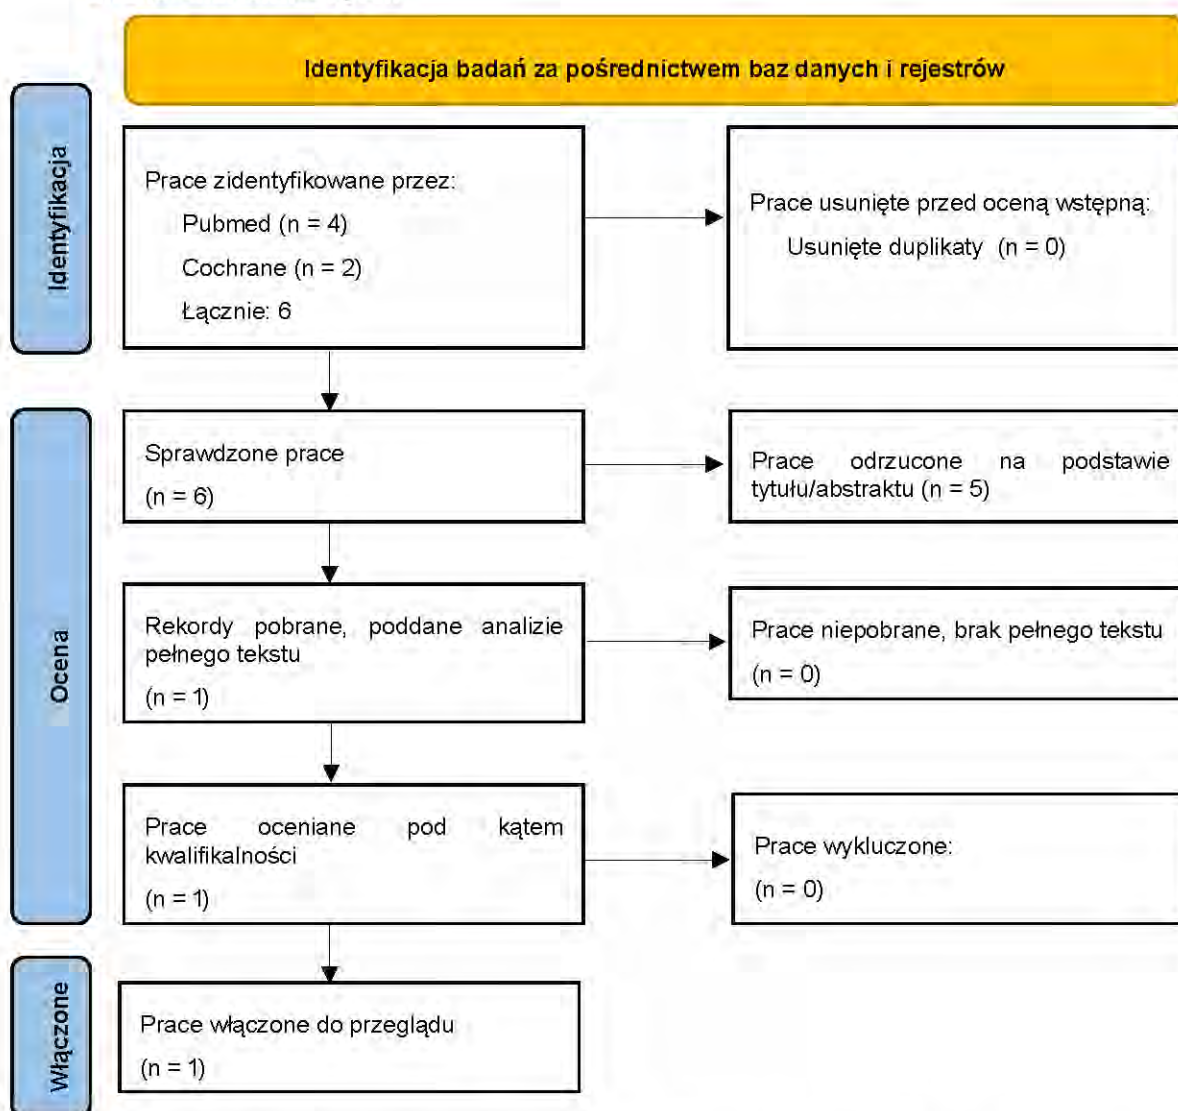 Identyfikacja badań za pośrednictwem baz danych i rejestrów
Identyfikacja
Prace zidentyfikowane przez:
Pubmed (n = 4)
Cochrane (n = 2)
Łącznie: 6
Prace usunięte przed oceną wstępną:
Usunięte duplikaty (n = 0)
Ocena
Sprawdzone prace
(n = 6)
Prace odrzucone na podstawie
tytułu/abstraktu (n = 5)
Rekordy pobrane, poddane analizie
pełnego tekstu
(n = 1)
Prace niepobrane, brak pełnego tekstu
(n = 0)
Prace oceniane pod kątem
kwalifikalności
(n = 1)
Prace wykluczone:
(n = 0)
Włączone
Prace włączone do przeglądu
(n = 1)